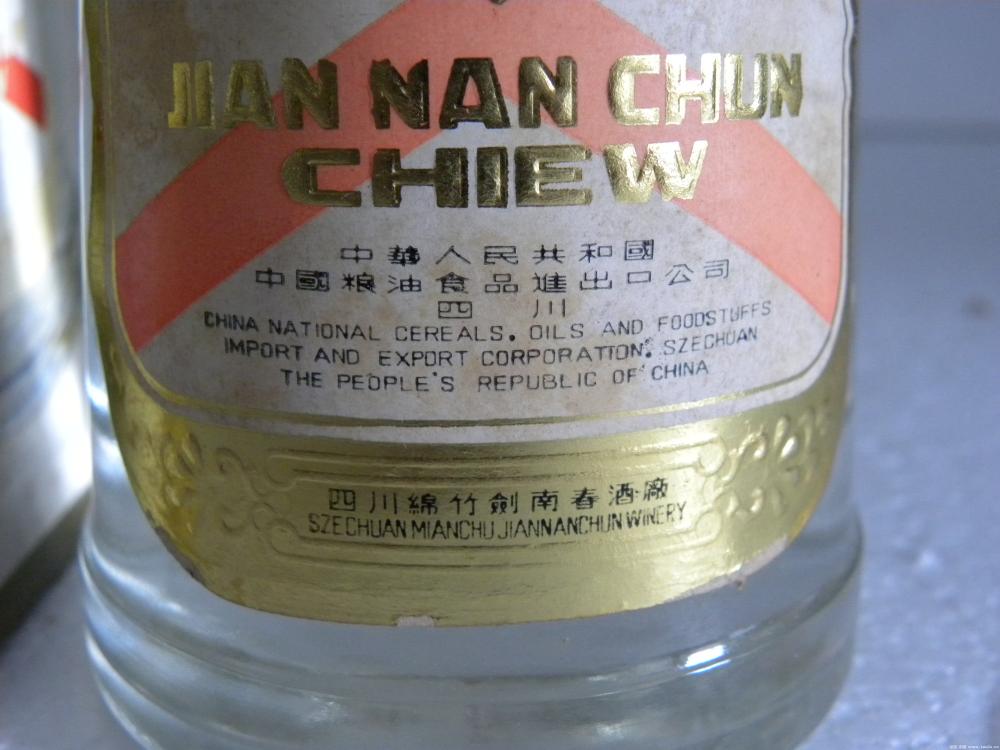 JIAN NAN CHUN
CHIEW
中華人民共和國
中國粮油食品進出口公司
四川
CHINA NATIONAL CEREALS. OILS AND FOODSTUFFS
IMPORT AND EXPORT CORPORATION. SZECHUAN
THE PEOPLE'S REPUBLIC OF CHINA
四川綿竹劍南春酒廠
SZECHUAN MIANCHU JIANNANCHUN WINERY